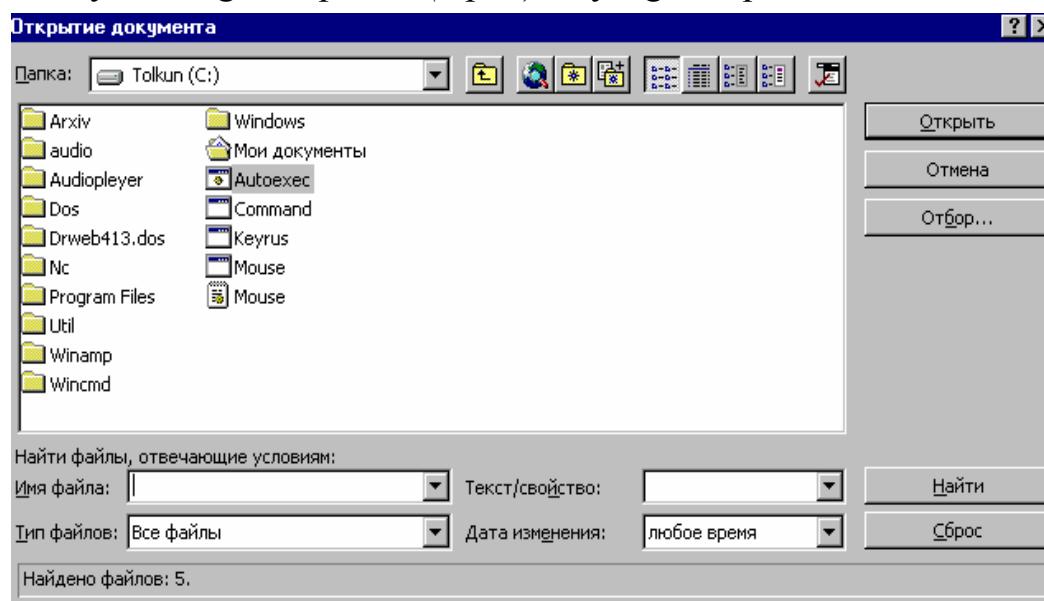 Открытие документа
Папка: Tolkun (C:)
Arxiv
audio
Audiopleyer
Dos
Drweb413.dos
Nc
Program Files
Util
Winamp
Wincmd
Windows
Мои документы
Autoexec
Command
Keyrus
Mouse
Mouse
Открыть
Отмена
Отбор...
Найти файлы, отвечающие условиям:
Имя файла: Текст/свойство: Найти
Тип файлов: Все файлы Дата изменения: любое время Сброс
Найдено файлов: 5.